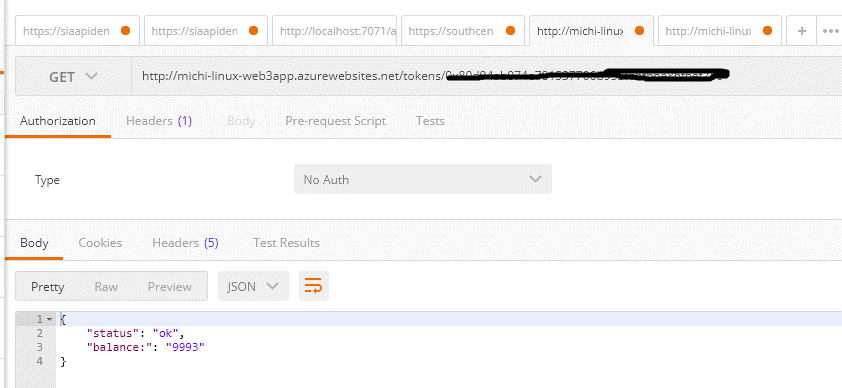 https://siaapiden https://siaapiden http://localhost:7071/a https://southcen http://michi-linux http://michi-linux + •••
GET http://michi-linux-web3app.azurewebsites.net/tokens/
Authorization Headers (1) Body Pre-request Script Tests
Type No Auth
Body Cookies Headers (5) Test Results
Pretty Raw Preview JSON
1 {
2 "status": "ok",
3 "balance:": "9993"
4 }